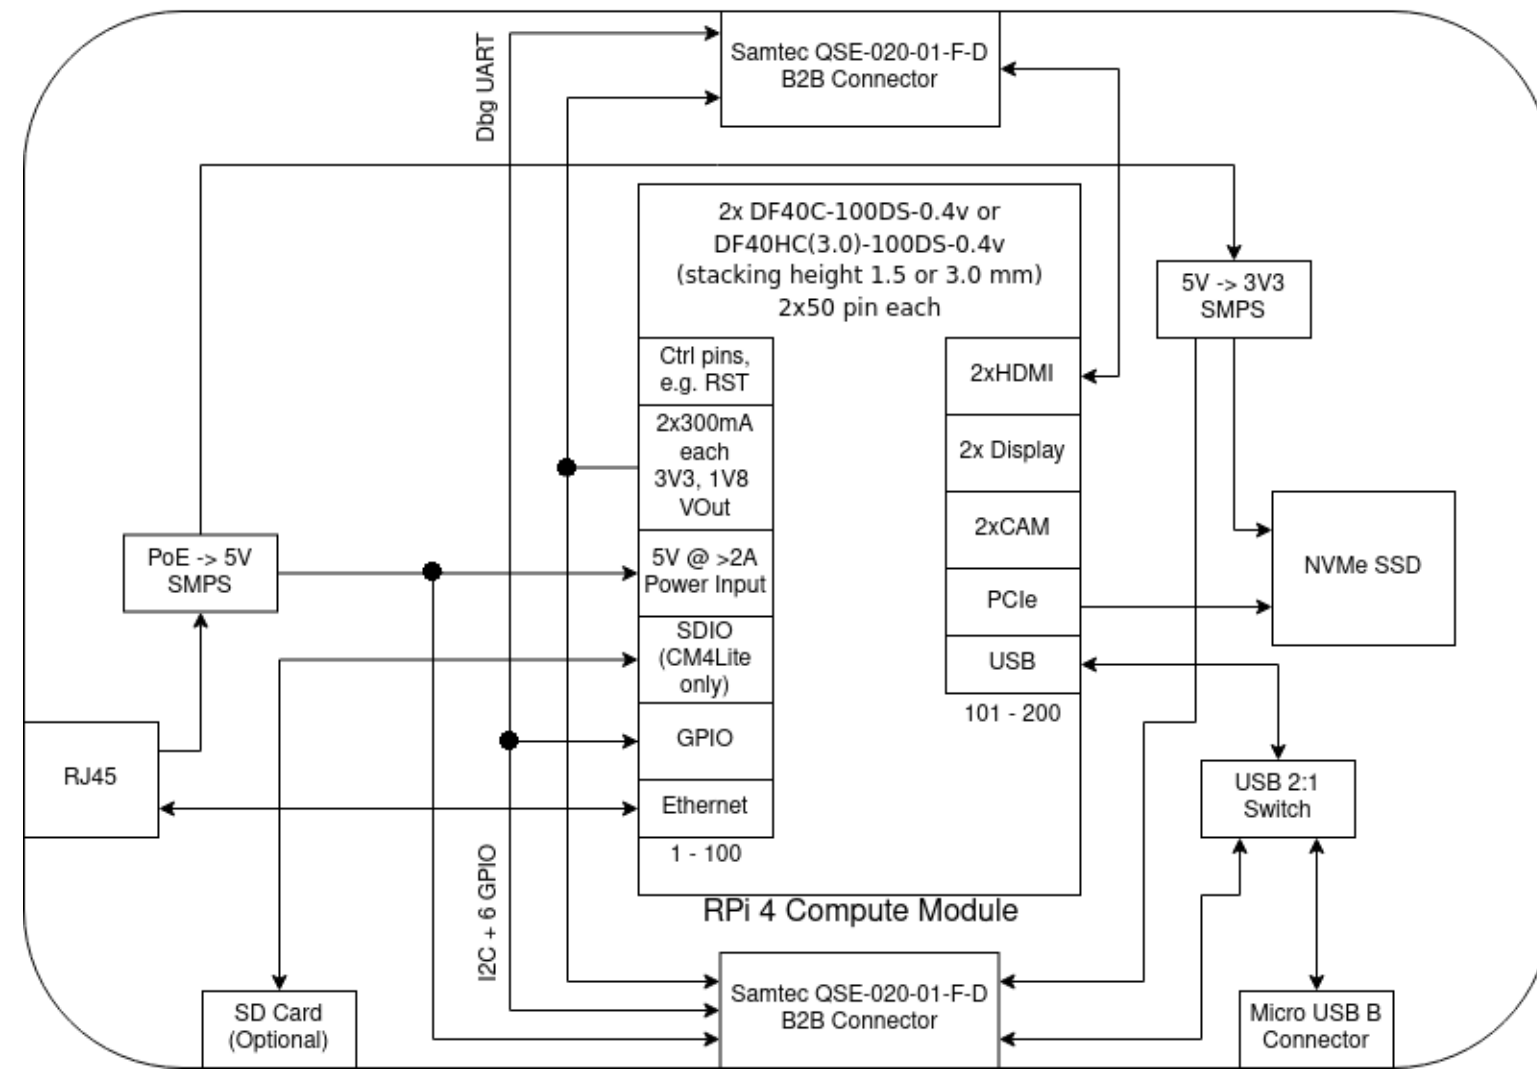 Dbg UART
Samtec QSE-020-01-F-D
B2B Connector
2x DF40C-100DS-0.4v or
DF40HC(3.0)-100DS-0.4v
(stacking height 1.5 or 3.0 mm)
2x50 pin each
5V -> 3V3
SMPS
Ctrl pins,
e.g. RST
2x300mA
each
3V3, 1V8
VOut
5V @ >2A
Power Input
SDIO
(CM4Lite
only)
GPIO
Ethernet
1 - 100
2xHDMI
2x Display
2xCAM
PCIe
USB
101 - 200
NVMe SSD
PoE -> 5V
SMPS
RJ45
USB 2:1
Switch
RPi 4 Compute Module
I2C + 6 GPIO
SD Card
(Optional)
Samtec QSE-020-01-F-D
B2B Connector
Micro USB B
Connector